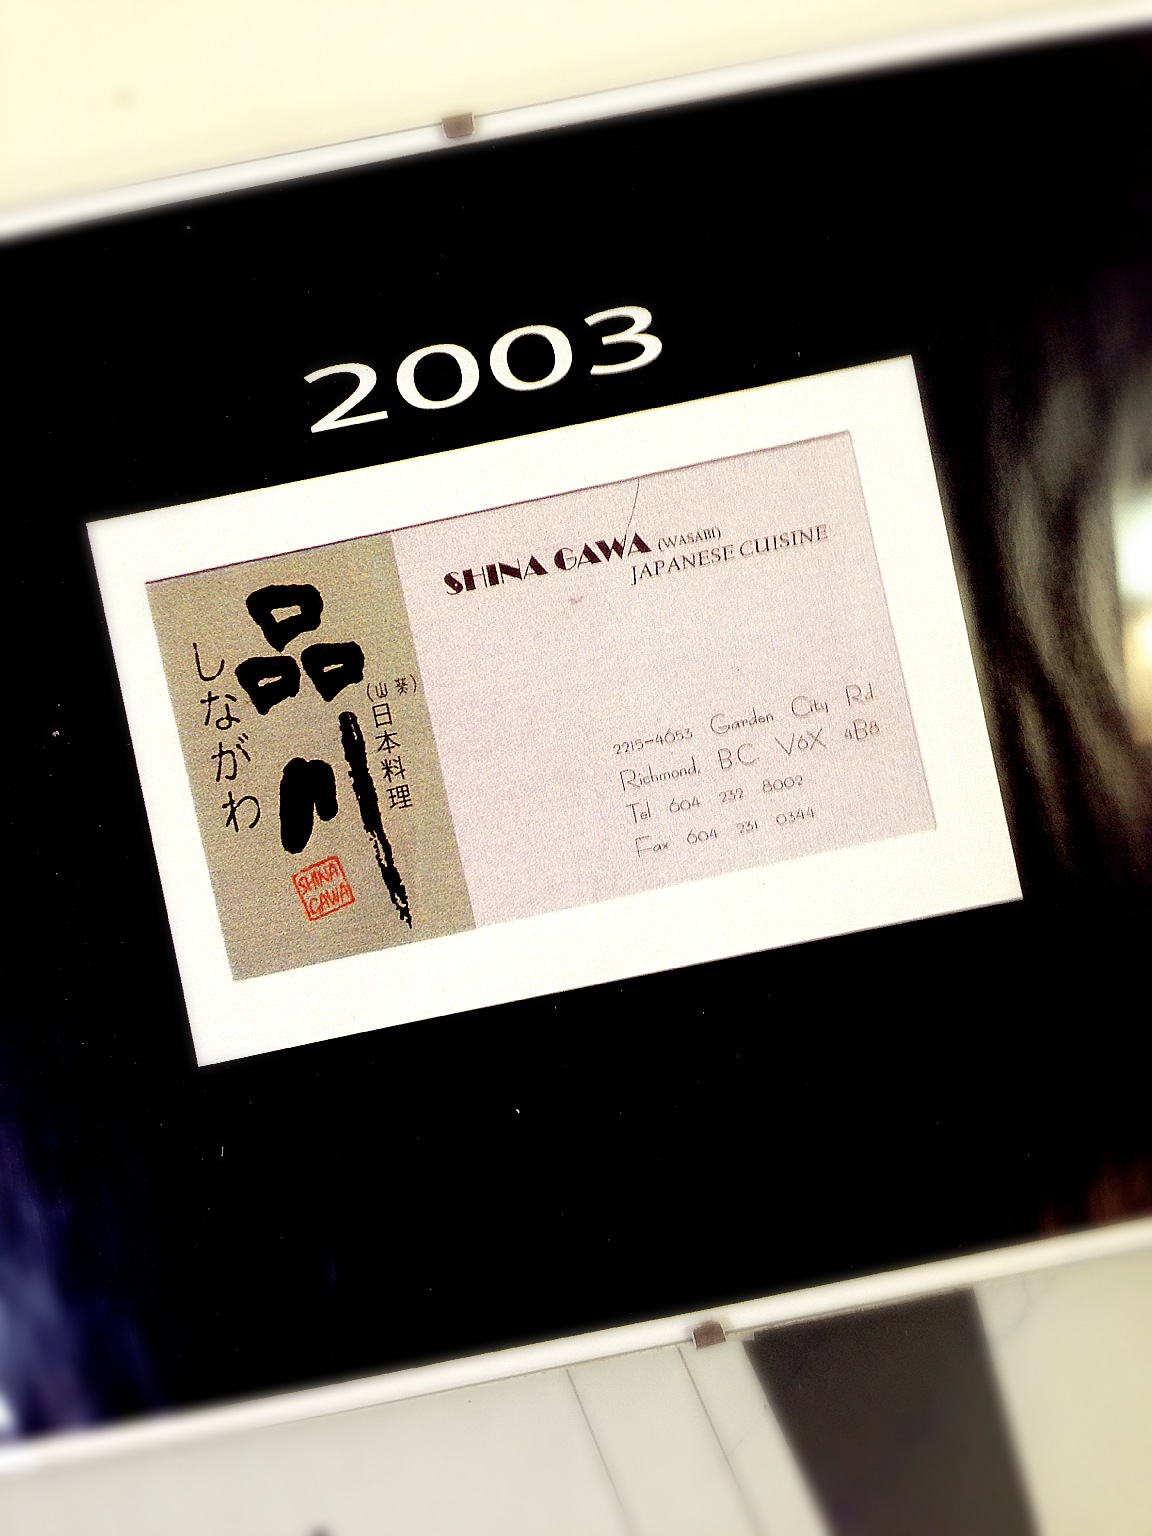 2003
品川
しながわ
(山葵)
日本料理
SHINA
GAWA
SHINA GAWA (WASABI)
JAPANESE CUISINE
2215-4653 Garden City Rd.
Richmond, B.C V6X 4B8
Tel 604 232 8002
Fax 604 231 0344